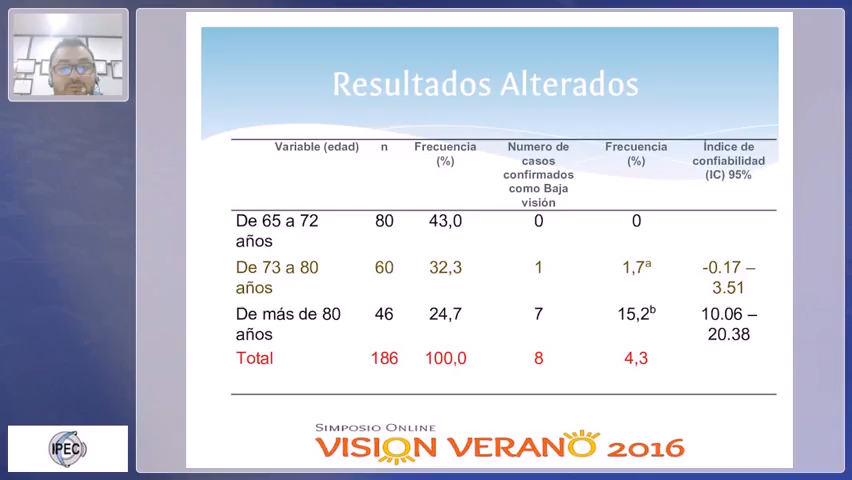 Resultados Alterados
Variable (edad) n Frecuencia Numero de Frecuencia Índice de
(%) casos (%) confiabilidad
confirmados (IC) 95%
como Baja
visión
De 65 a 72 80 43,0 0 0
años
De 73 a 80 60 32,3 1 1,7ᵃ -0.17 –
años 3.51
De más de 80 46 24,7 7 15,2ᵇ 10.06 –
años 20.38
Total 186 100,0 8 4,3
SIMPOSIO ONLINE
VISION VERANO 2016
IPEC